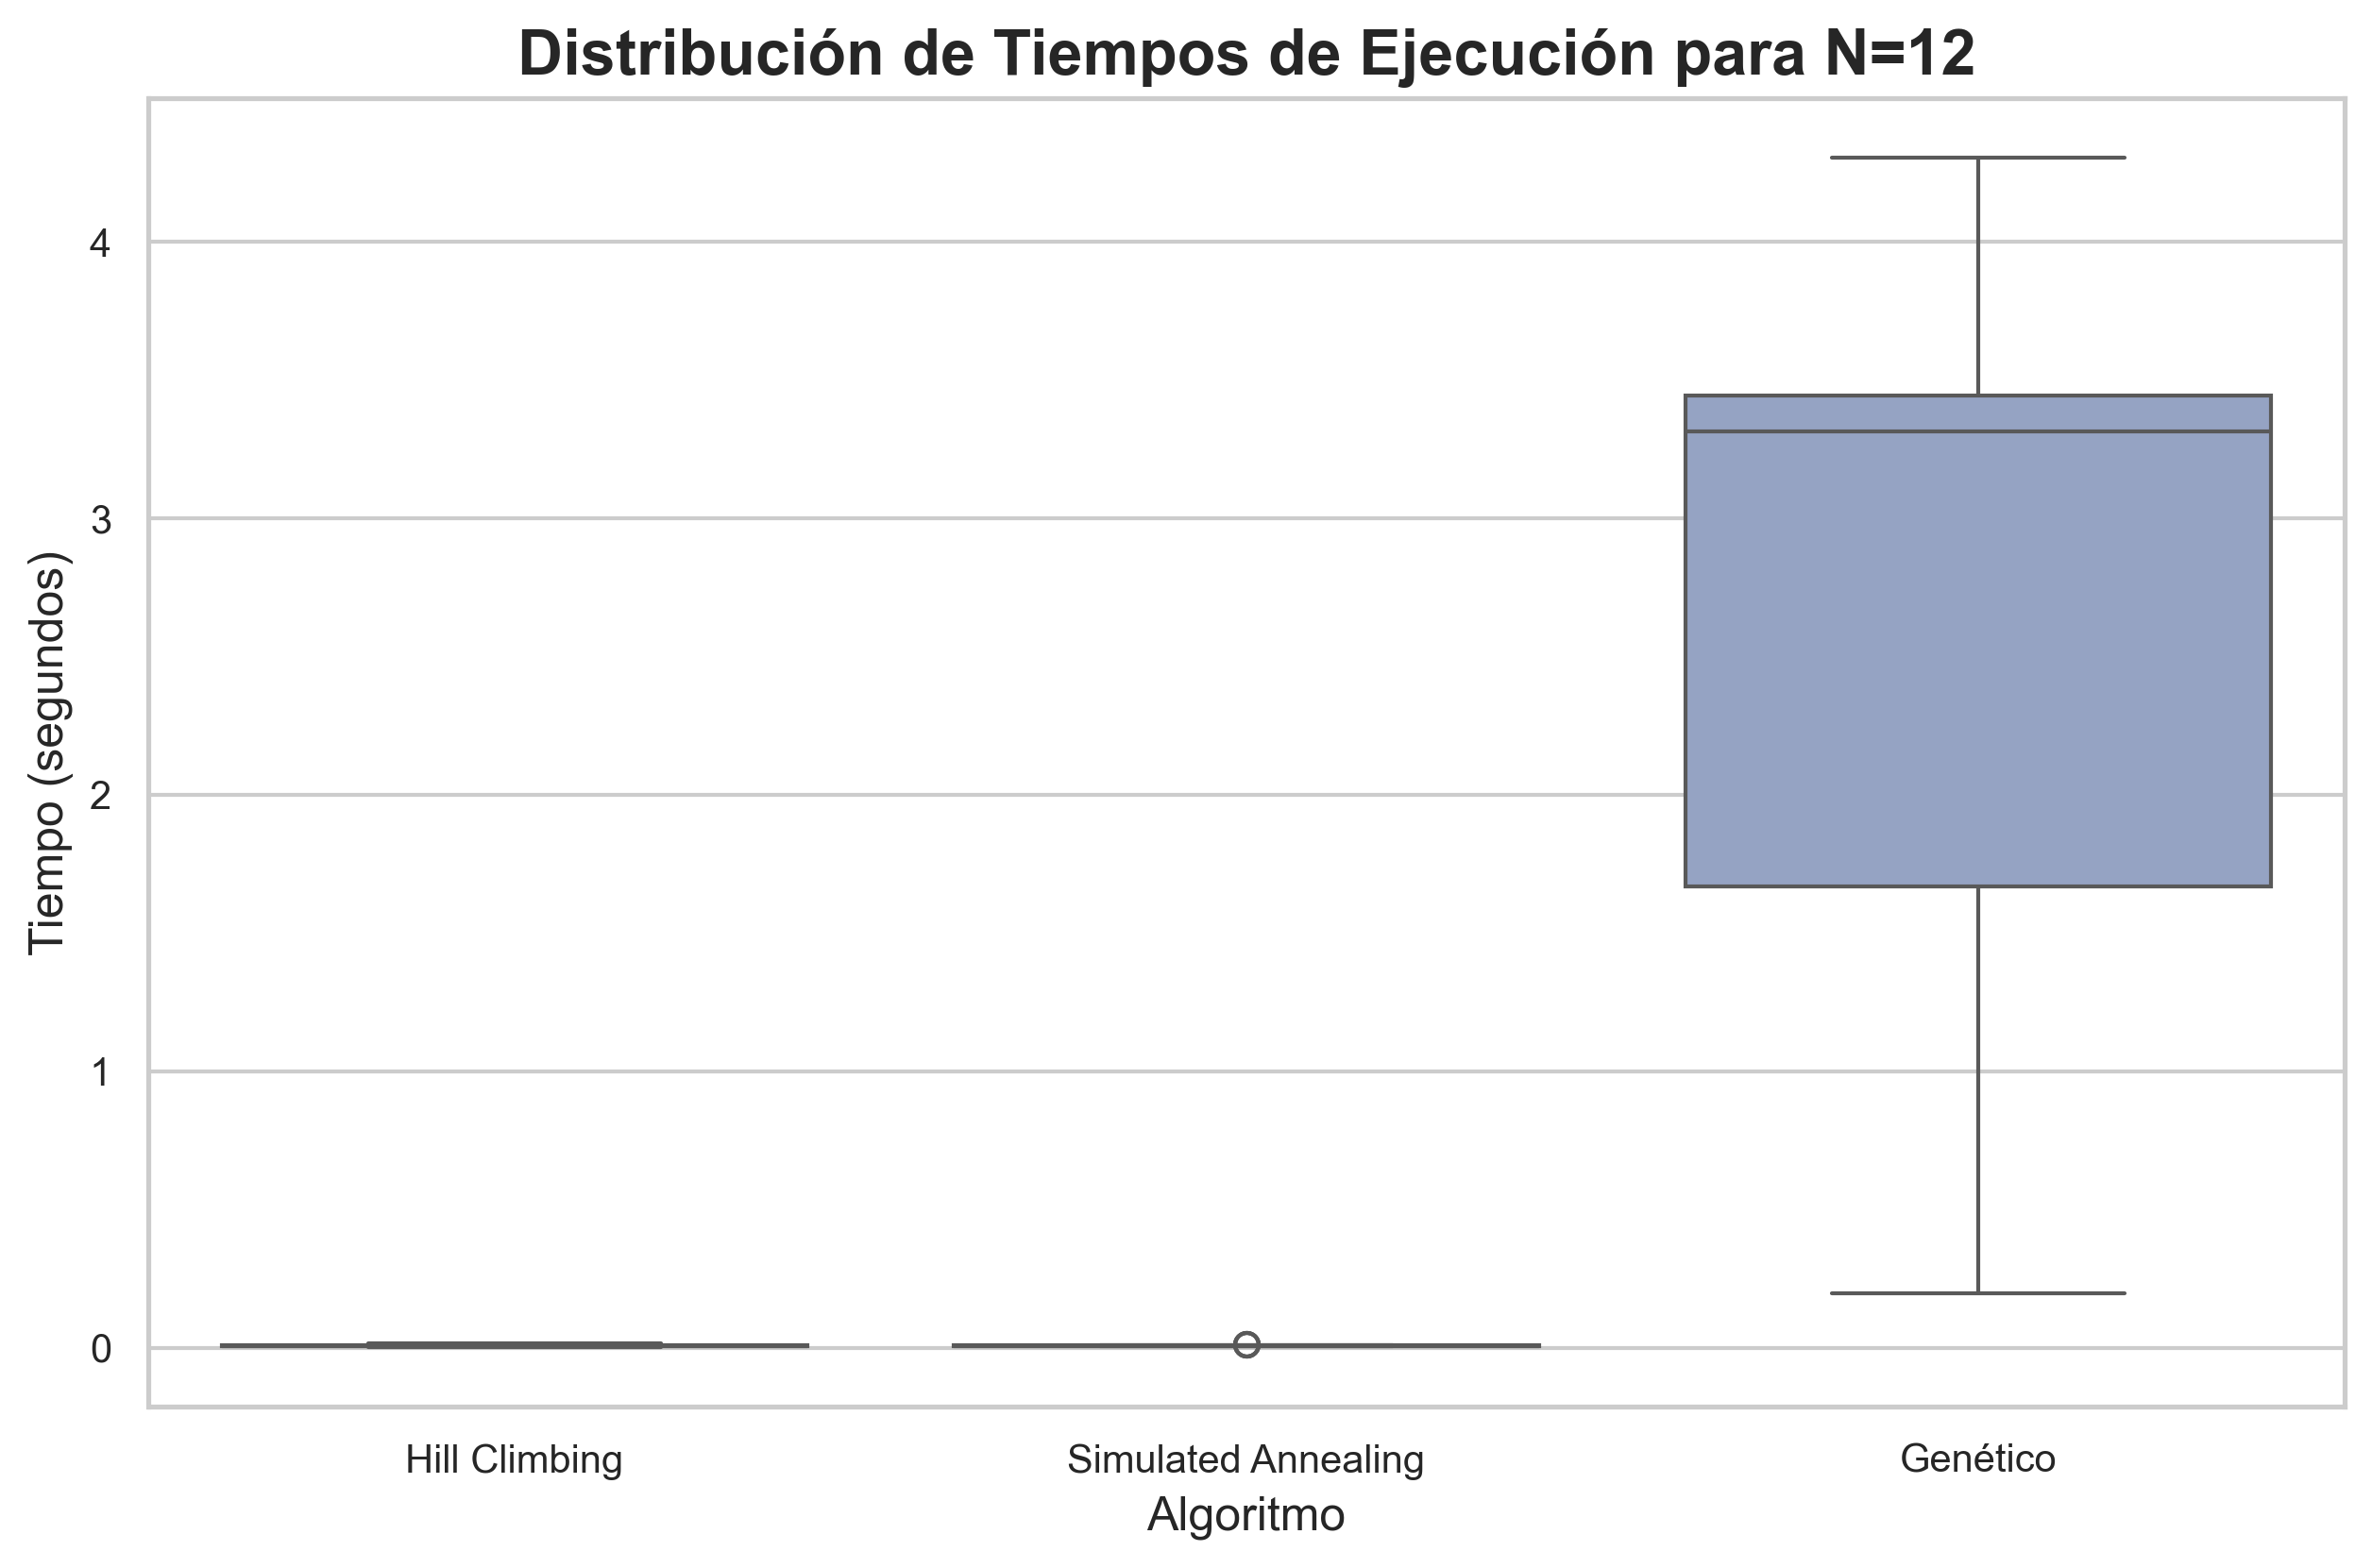 Distribución de Tiempos de Ejecución para N=12
Tiempo (segundos)
4
3
2
1
0
Hill Climbing
Simulated Annealing
Genético
Algoritmo